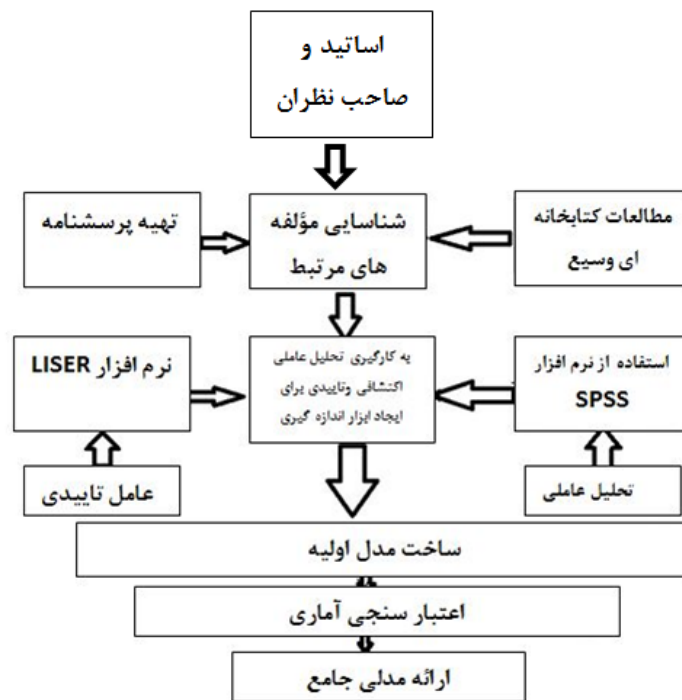 اساتید و
صاحب نظران
تهیه پرسشنامه
شناسایی مؤلفه
های مرتبط
مطالعات کتابخانه
ای وسیع
نرم افزار LISER
به کارگیری تحلیل عاملی
اکتشافی وتاییدی برای
ایجاد ابزار اندازه گیری
استفاده از نرم افزار
SPSS
عامل تاییدی
تحلیل عاملی
ساخت مدل اولیه
اعتبار سنجی آماری
ارائه مدلی جامع